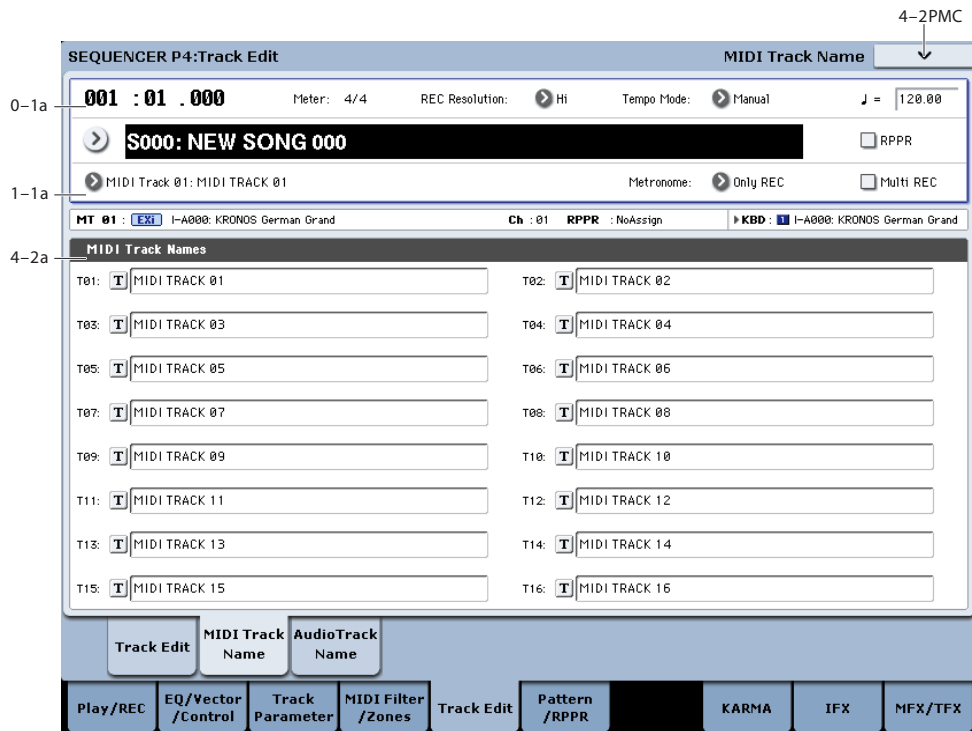 4–2PMC
SEQUENCER P4:Track Edit MIDI Track Name
0–1a
001 :01 .000 Meter: 4/4 REC Resolution: Hi Tempo Mode: Manual ♩ = 120.00
S000: NEW SONG 000 RPPR
1–1a
MIDI Track 01: MIDI TRACK 01 Metronome: Only REC Multi REC
MT 01 : EXi I-A000: KRONOS German Grand Ch :01 RPPR :NoAssign KBD : 1 I-A000: KRONOS German Grand
4–2a
MIDI Track Names
T01: T MIDI TRACK 01 T02: T MIDI TRACK 02
T03: T MIDI TRACK 03 T04: T MIDI TRACK 04
T05: T MIDI TRACK 05 T06: T MIDI TRACK 06
T07: T MIDI TRACK 07 T08: T MIDI TRACK 08
T09: T MIDI TRACK 09 T10: T MIDI TRACK 10
T11: T MIDI TRACK 11 T12: T MIDI TRACK 12
T13: T MIDI TRACK 13 T14: T MIDI TRACK 14
T15: T MIDI TRACK 15 T16: T MIDI TRACK 16
Track Edit
MIDI Track
Name
AudioTrack
Name
Play/REC
EQ/Vector
/Control
Track
Parameter
MIDI Filter
/Zones
Track Edit
Pattern
/RPPR
KARMA
IFX
MFX/TFX